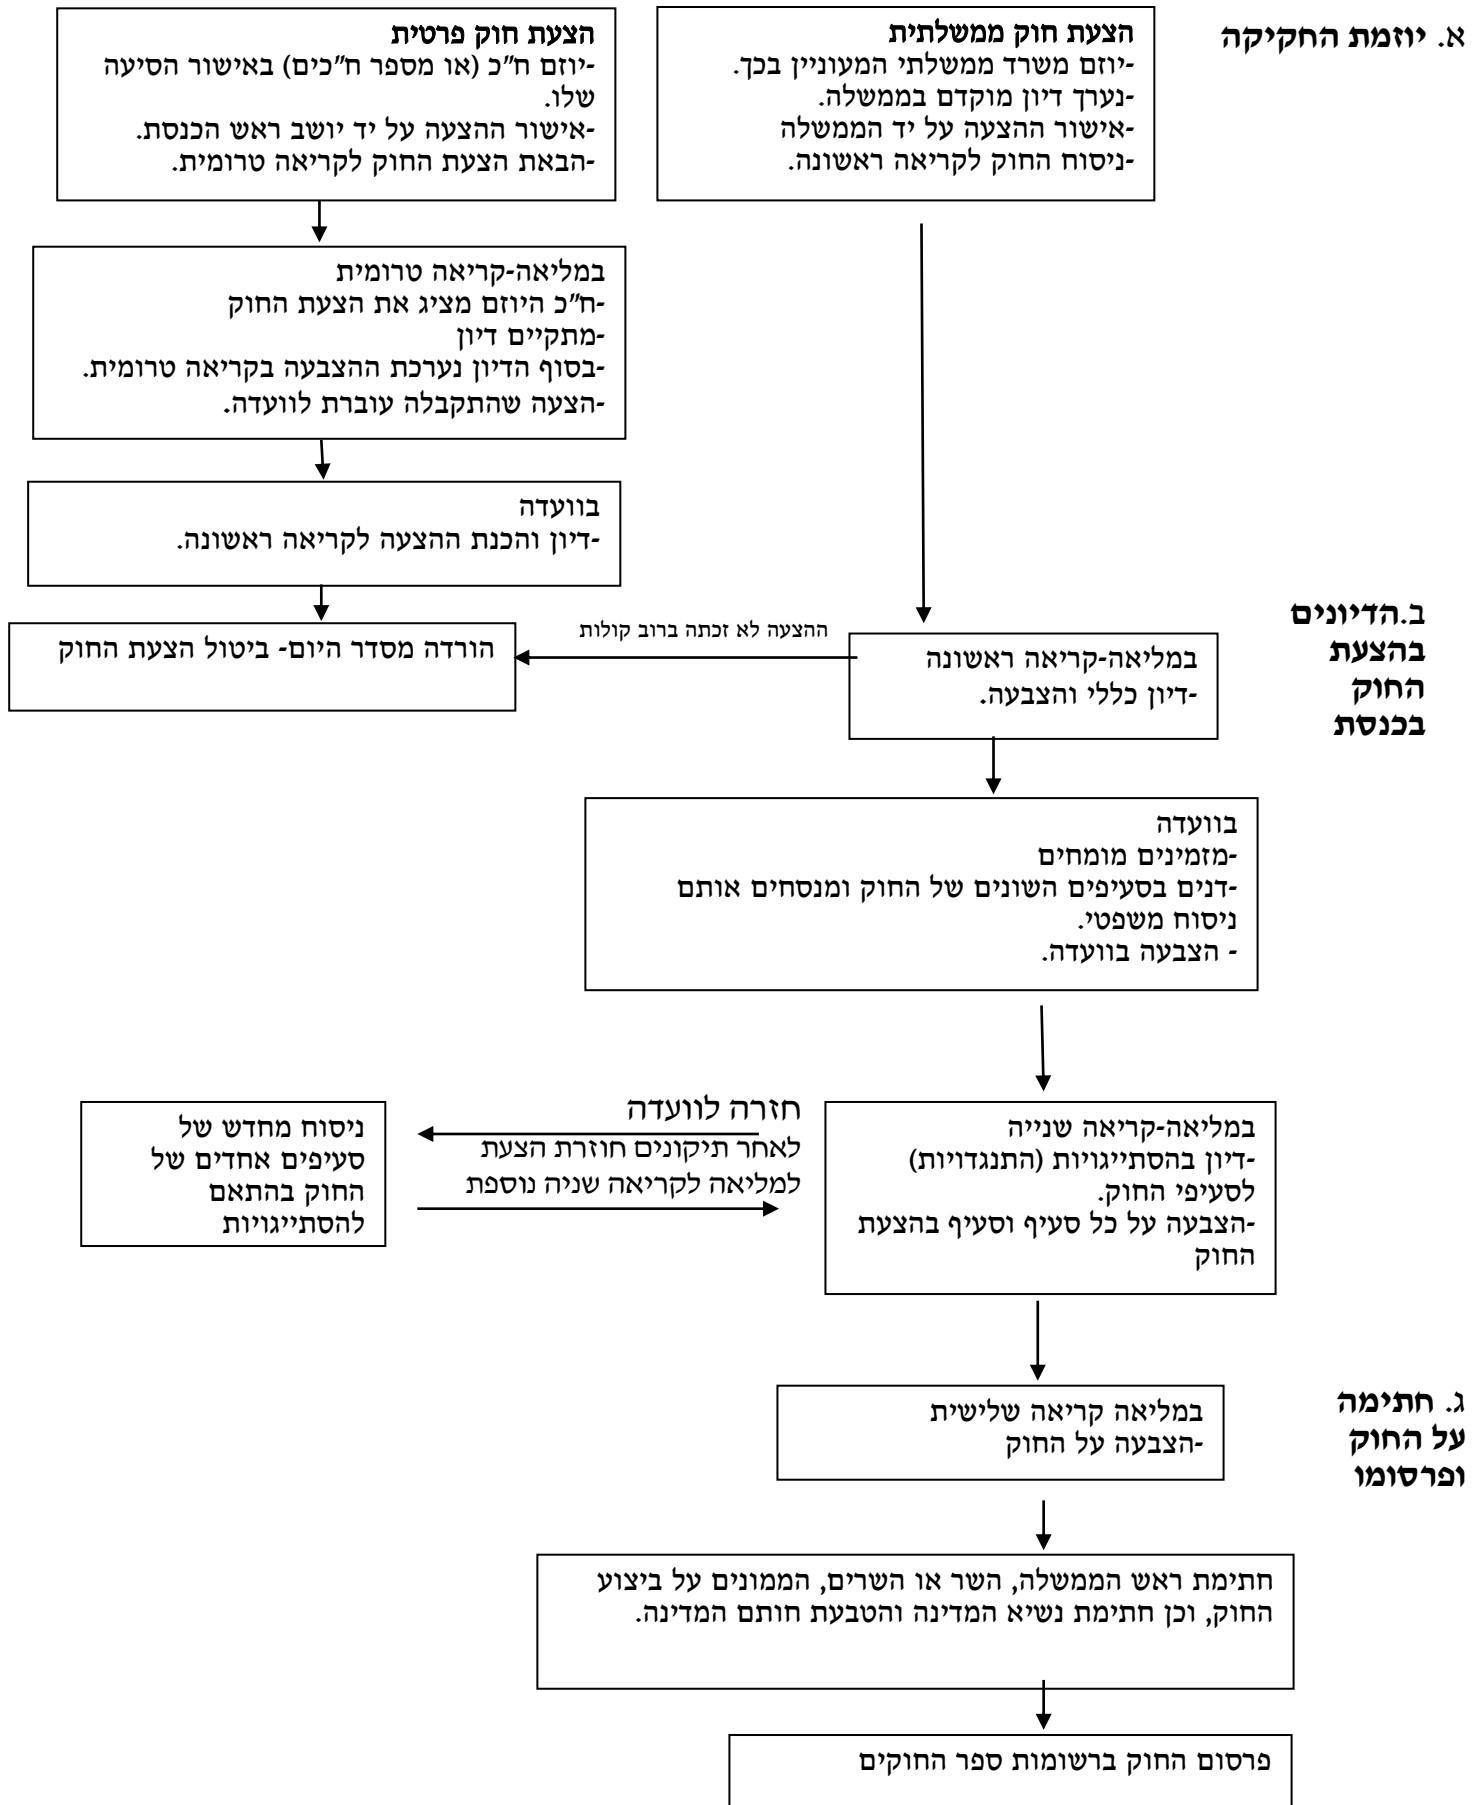 א. יוזמת החקיקה
הצעת חוק ממשלתית
-יוזם משרד ממשלתי המעוניין בכך.
-נערך דיון מוקדם בממשלה.
-אישור ההצעה על ידי הממשלה
-ניסוח החוק לקריאה ראשונה.
הצעת חוק פרטית
-יוזם ח"כ (או מספר ח"כים) באישור הסיעה
שלו.
-אישור ההצעה על יד יושב ראש הכנסת.
-הבאת הצעת החוק לקריאה טרומית.
במליאה-קריאה טרומית
-ח"כ היוזם מציג את הצעת החוק
-מתקיים דיון
-בסוף הדיון נערכת ההצבעה בקריאה טרומית.
-הצעה שהתקבלה עוברת לוועדה.
בוועדה
-דיון והכנת ההצעה לקריאה ראשונה.
ב.הדיונים
בהצעת
החוק
בכנסת
במליאה-קריאה ראשונה
-דיון כללי והצבעה.
ההצעה לא זכתה ברוב קולות
הורדה מסדר היום- ביטול הצעת החוק
בוועדה
-מזמינים מומחים
-דנים בסעיפים השונים של החוק ומנסחים אותם
ניסוח משפטי.
- הצבעה בוועדה.
במליאה-קריאה שנייה
-דיון בהסתייגויות (התנגדויות)
לסעיפי החוק.
-הצבעה על כל סעיף וסעיף בהצעת
החוק
חזרה לוועדה
לאחר תיקונים חוזרת הצעת
למליאה לקריאה שניה נוספת
ניסוח מחדש של
סעיפים אחדים של
החוק בהתאם
להסתייגויות
ג. חתימה
על החוק
ופרסומו
במליאה קריאה שלישית
-הצבעה על החוק
חתימת ראש הממשלה, השר או השרים, הממונים על ביצוע
החוק, וכן חתימת נשיא המדינה והטבעת חותם המדינה.
פרסום החוק ברשומות ספר החוקים